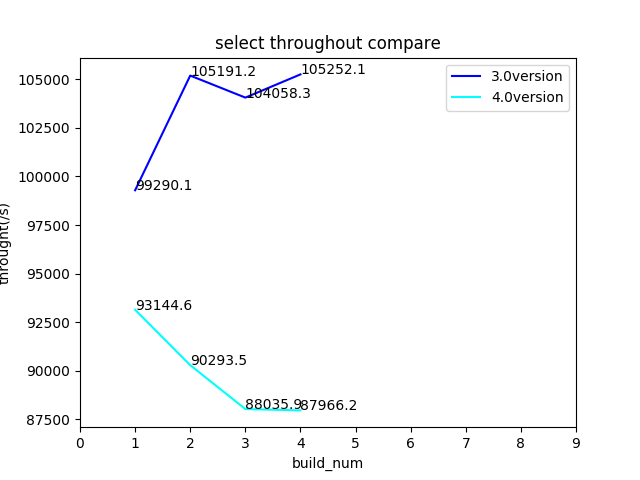 select throughout compare
3.0version
4.0version
105191.2
105252.1
104058.3
99290.1
93144.6
90293.5
88035.9
87966.2
105000
102500
100000
97500
95000
92500
90000
87500
throught(/s)
0 1 2 3 4 5 6 7 8 9
build_num